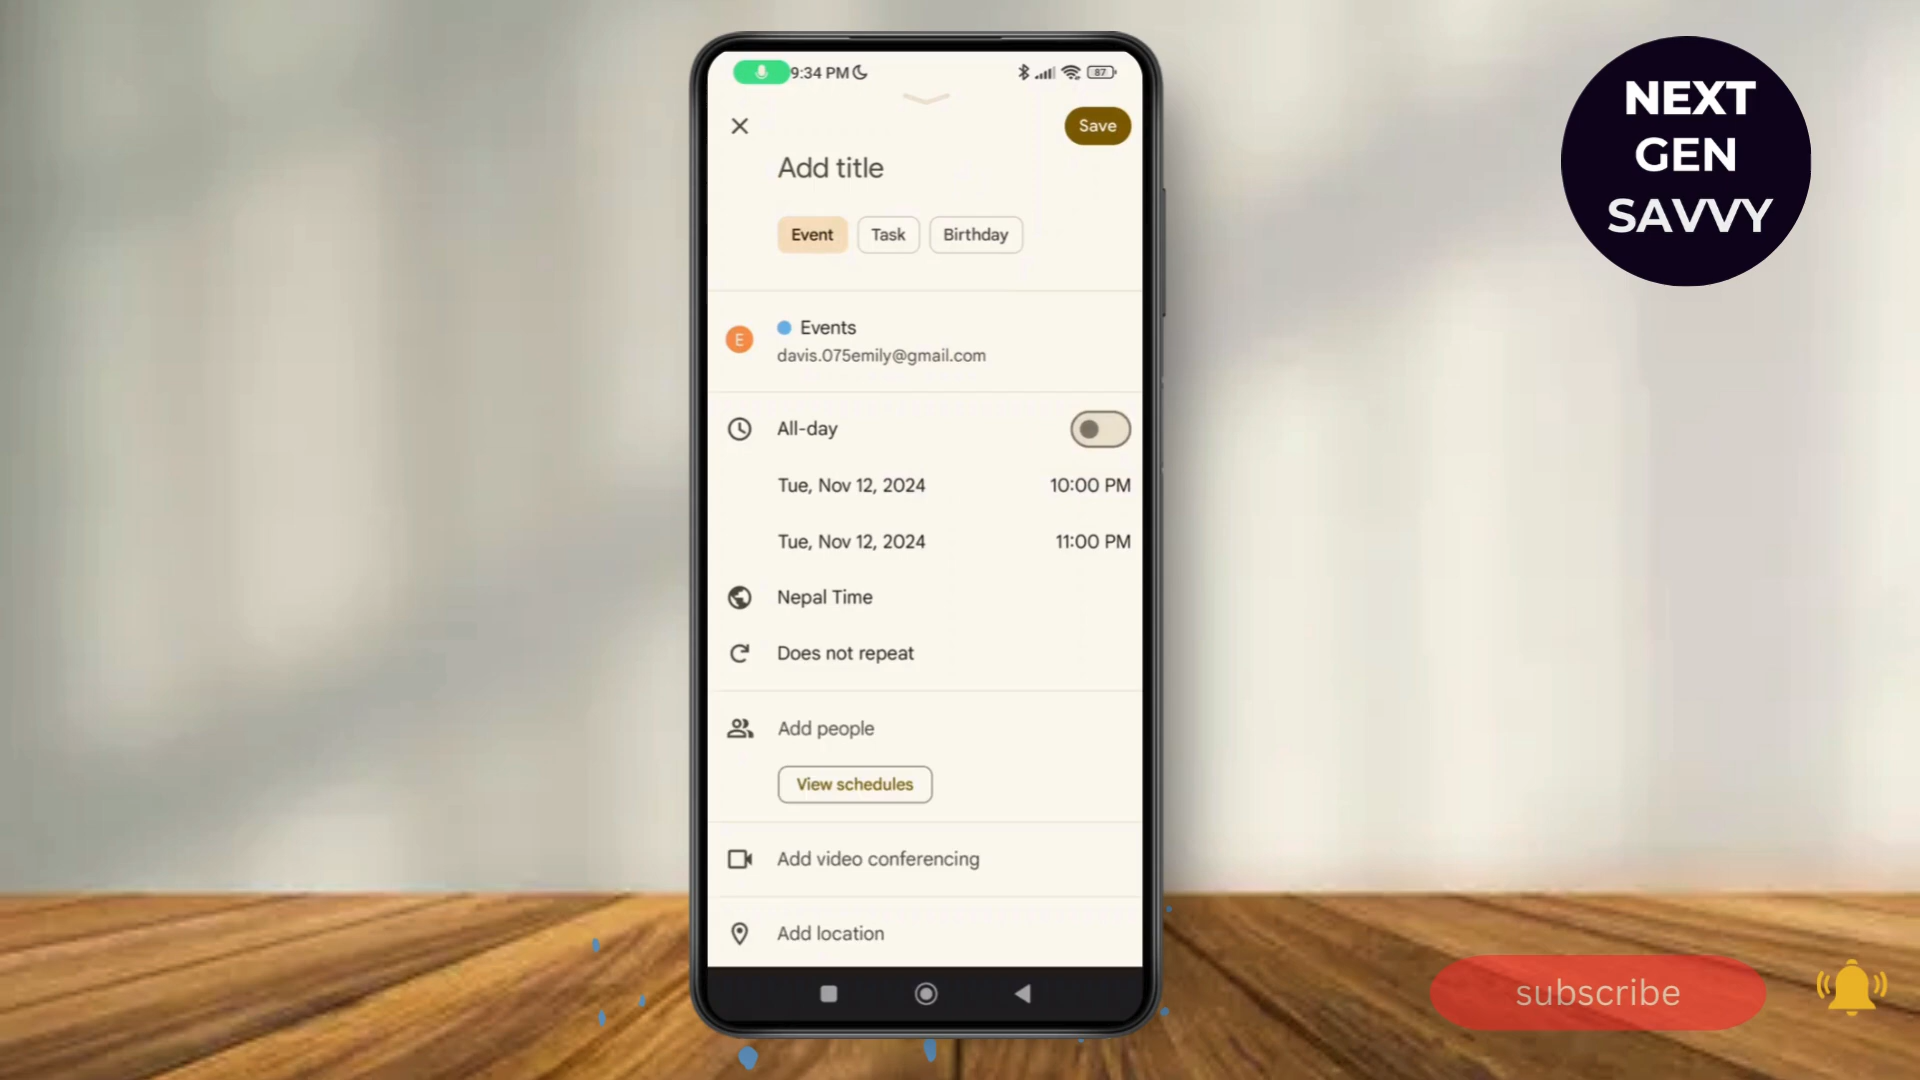 9:34 PM
87
Save
Add title
Event
Task
Birthday
E
Events
davis.075emily@gmail.com
All-day
Tue, Nov 12, 2024
10:00 PM
Tue, Nov 12, 2024
11:00 PM
Nepal Time
Does not repeat
Add people
View schedules
Add video conferencing
Add location
NEXT
GEN
SAVVY
subscribe